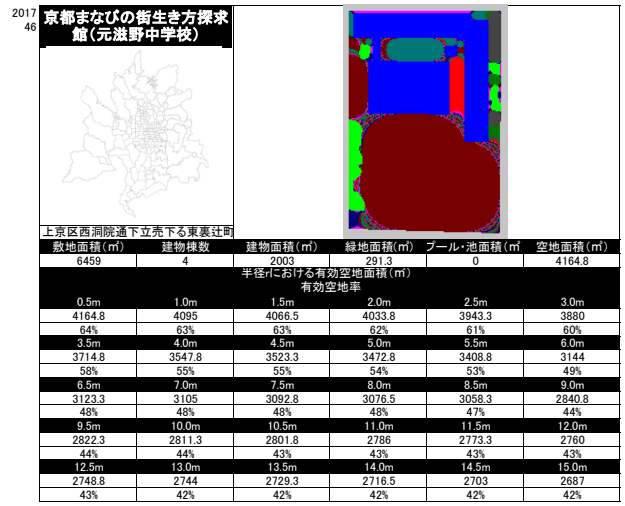 2017
46
京都まなびの街生き方探求
館(元滋野中学校)
上京区西洞院通下立売下る東裏辻町
敷地面積(㎡) 建物棟数 建物面積(㎡) 緑地面積(㎡) プール・池面積(㎡ 空地面積(㎡)
6459 4 2003 291.3 0 4164.8
半径rにおける有効空地面積(㎡)
有効空地率
0.5m 1.0m 1.5m 2.0m 2.5m 3.0m
4164.8 4095 4066.5 4033.8 3943.3 3880
64% 63% 63% 62% 61% 60%
3.5m 4.0m 4.5m 5.0m 5.5m 6.0m
3714.8 3547.8 3523.3 3472.8 3408.8 3144
58% 55% 55% 54% 53% 49%
6.5m 7.0m 7.5m 8.0m 8.5m 9.0m
3123.3 3105 3092.8 3076.5 3058.3 2840.8
48% 48% 48% 48% 47% 44%
9.5m 10.0m 10.5m 11.0m 11.5m 12.0m
2822.3 2811.3 2801.8 2786 2773.3 2760
44% 44% 43% 43% 43% 43%
12.5m 13.0m 13.5m 14.0m 14.5m 15.0m
2748.8 2744 2729.3 2716.5 2703 2687
43% 42% 42% 42% 42% 42%